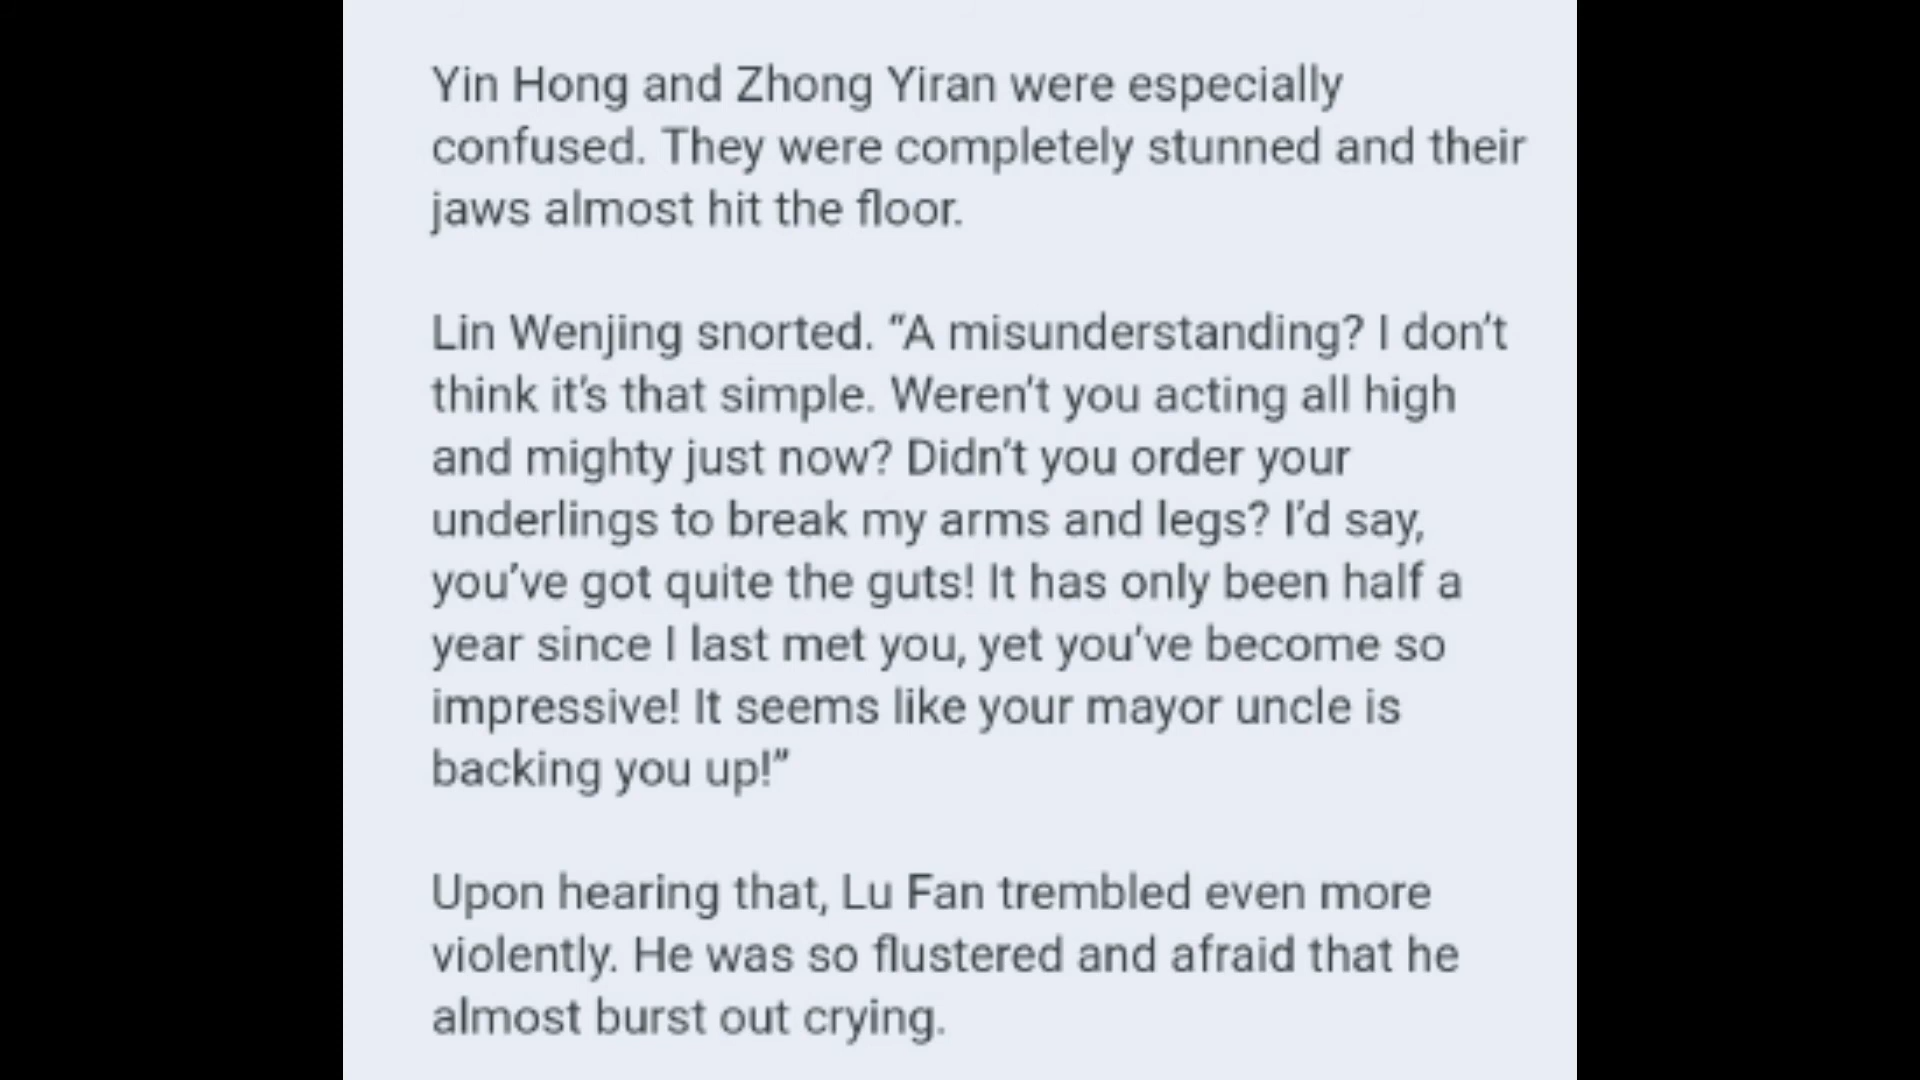 Yin Hong and Zhong Yiran were especially
confused. They were completely stunned and their
jaws almost hit the floor.
Lin Wenjing snorted. “A misunderstanding? I don’t
think it’s that simple. Weren’t you acting all high
and mighty just now? Didn’t you order your
underlings to break my arms and legs? I’d say,
you’ve got quite the guts! It has only been half a
year since I last met you, yet you’ve become so
impressive! It seems like your mayor uncle is
backing you up!”
Upon hearing that, Lu Fan trembled even more
violently. He was so flustered and afraid that he
almost burst out crying.